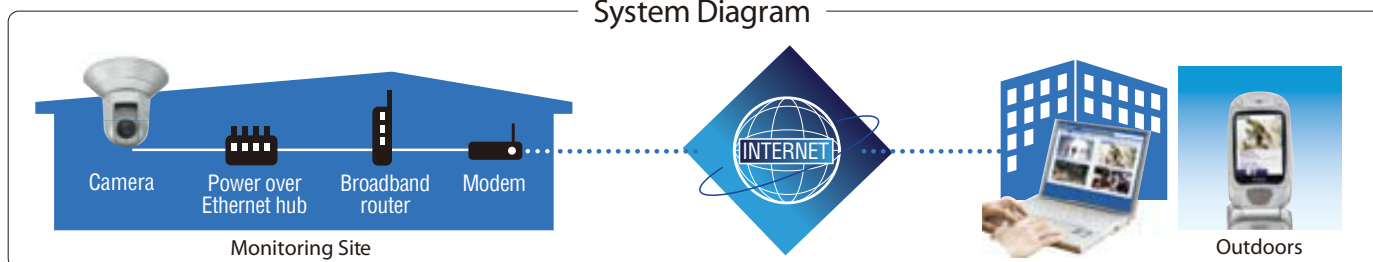 System Diagram
Camera
Power over
Ethernet hub
Broadband
router
Modem
INTERNET
Monitoring Site
Outdoors